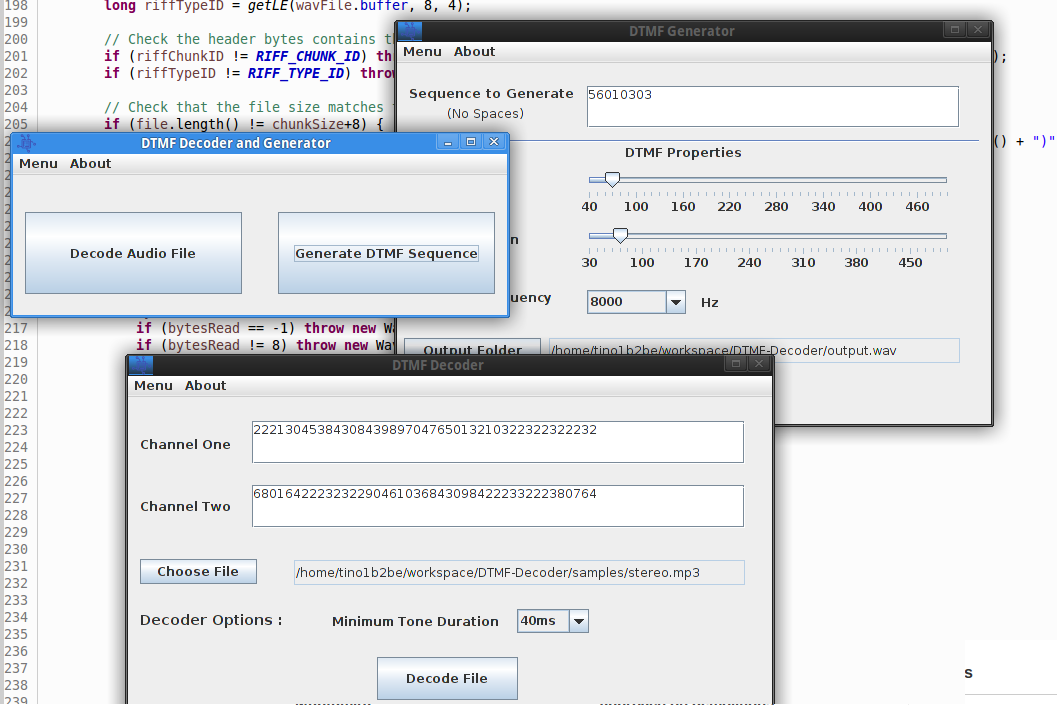 198 long riffTypeID = getLE(wavFile.buffer, 8, 4);
199
200 // Check the header bytes contains
201 if (riffChunkID != RIFF_CHUNK_ID) th );
202 if (riffTypeID != RIFF_TYPE_ID) throw
203
204 // Check that the file size matches
205 if (file.length() != chunkSize+8) {
() + ")"
DTMF Generator
Menu About
Sequence to Generate
(No Spaces)
56010303
DTMF Properties
40 100 160 220 280 340 400 460
n
30 100 170 240 310 380 450
uency 8000 Hz
Output Folder /home/tino1b2be/workspace/DTMF-Decoder/output.wav
DTMF Decoder and Generator
Menu About
Decode Audio File Generate DTMF Sequence
217 if (bytesRead == -1) throw new Wa
218 if (bytesRead != 8) throw new Wav
219
220
221
222
223
224
225
226
227
228
229
230
231
232
233
234
235
236
237
238
239
DTMF Decoder
Menu About
Channel One 22213045384308439897047650132103223223222­32
Channel Two 6801642223232290461036843098422233222380764
Choose File /home/tino1b2be/workspace/DTMF-Decoder/samples/stereo.mp3
Decoder Options : Minimum Tone Duration 40ms
Decode File
s